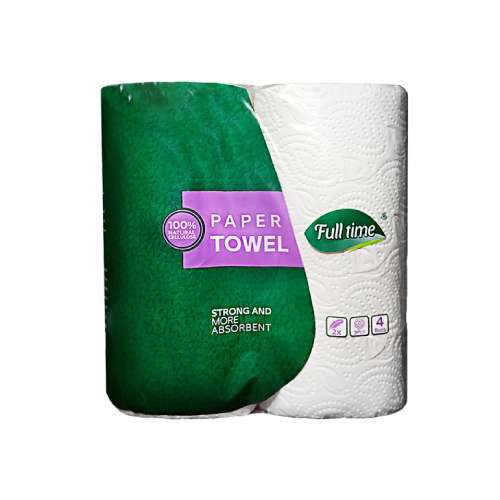 100%
NATURAL
CELLULOSE
PAPER
TOWEL
Full time
STRONG AND
MORE
ABSORBENT
2x
4